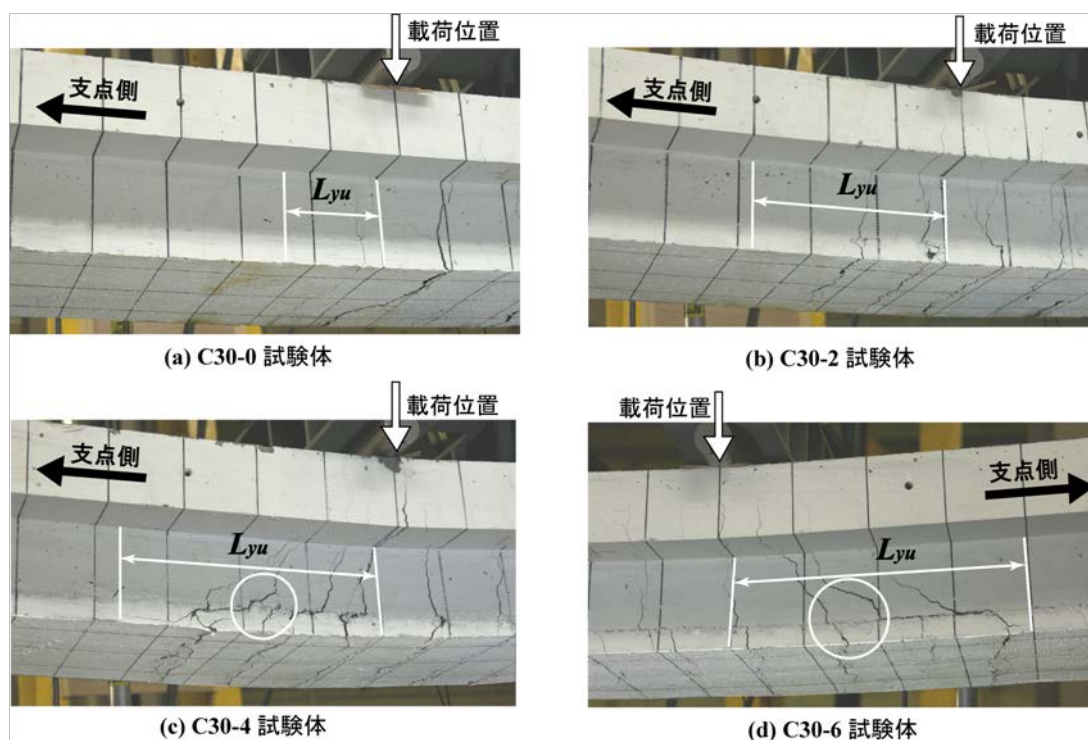 載荷位置
支点側
Lyu
(a) C30-0 試験体
載荷位置
支点側
Lyu
(b) C30-2 試験体
載荷位置
支点側
Lyu
(c) C30-4 試験体
載荷位置
支点側
Lyu
(d) C30-6 試験体